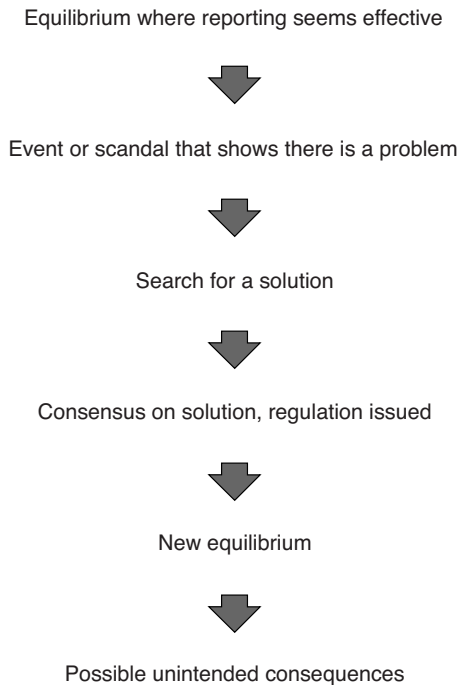 Equilibrium where reporting seems effective
Event or scandal that shows there is a problem
Search for a solution
Consensus on solution, regulation issued
New equilibrium
Possible unintended consequences